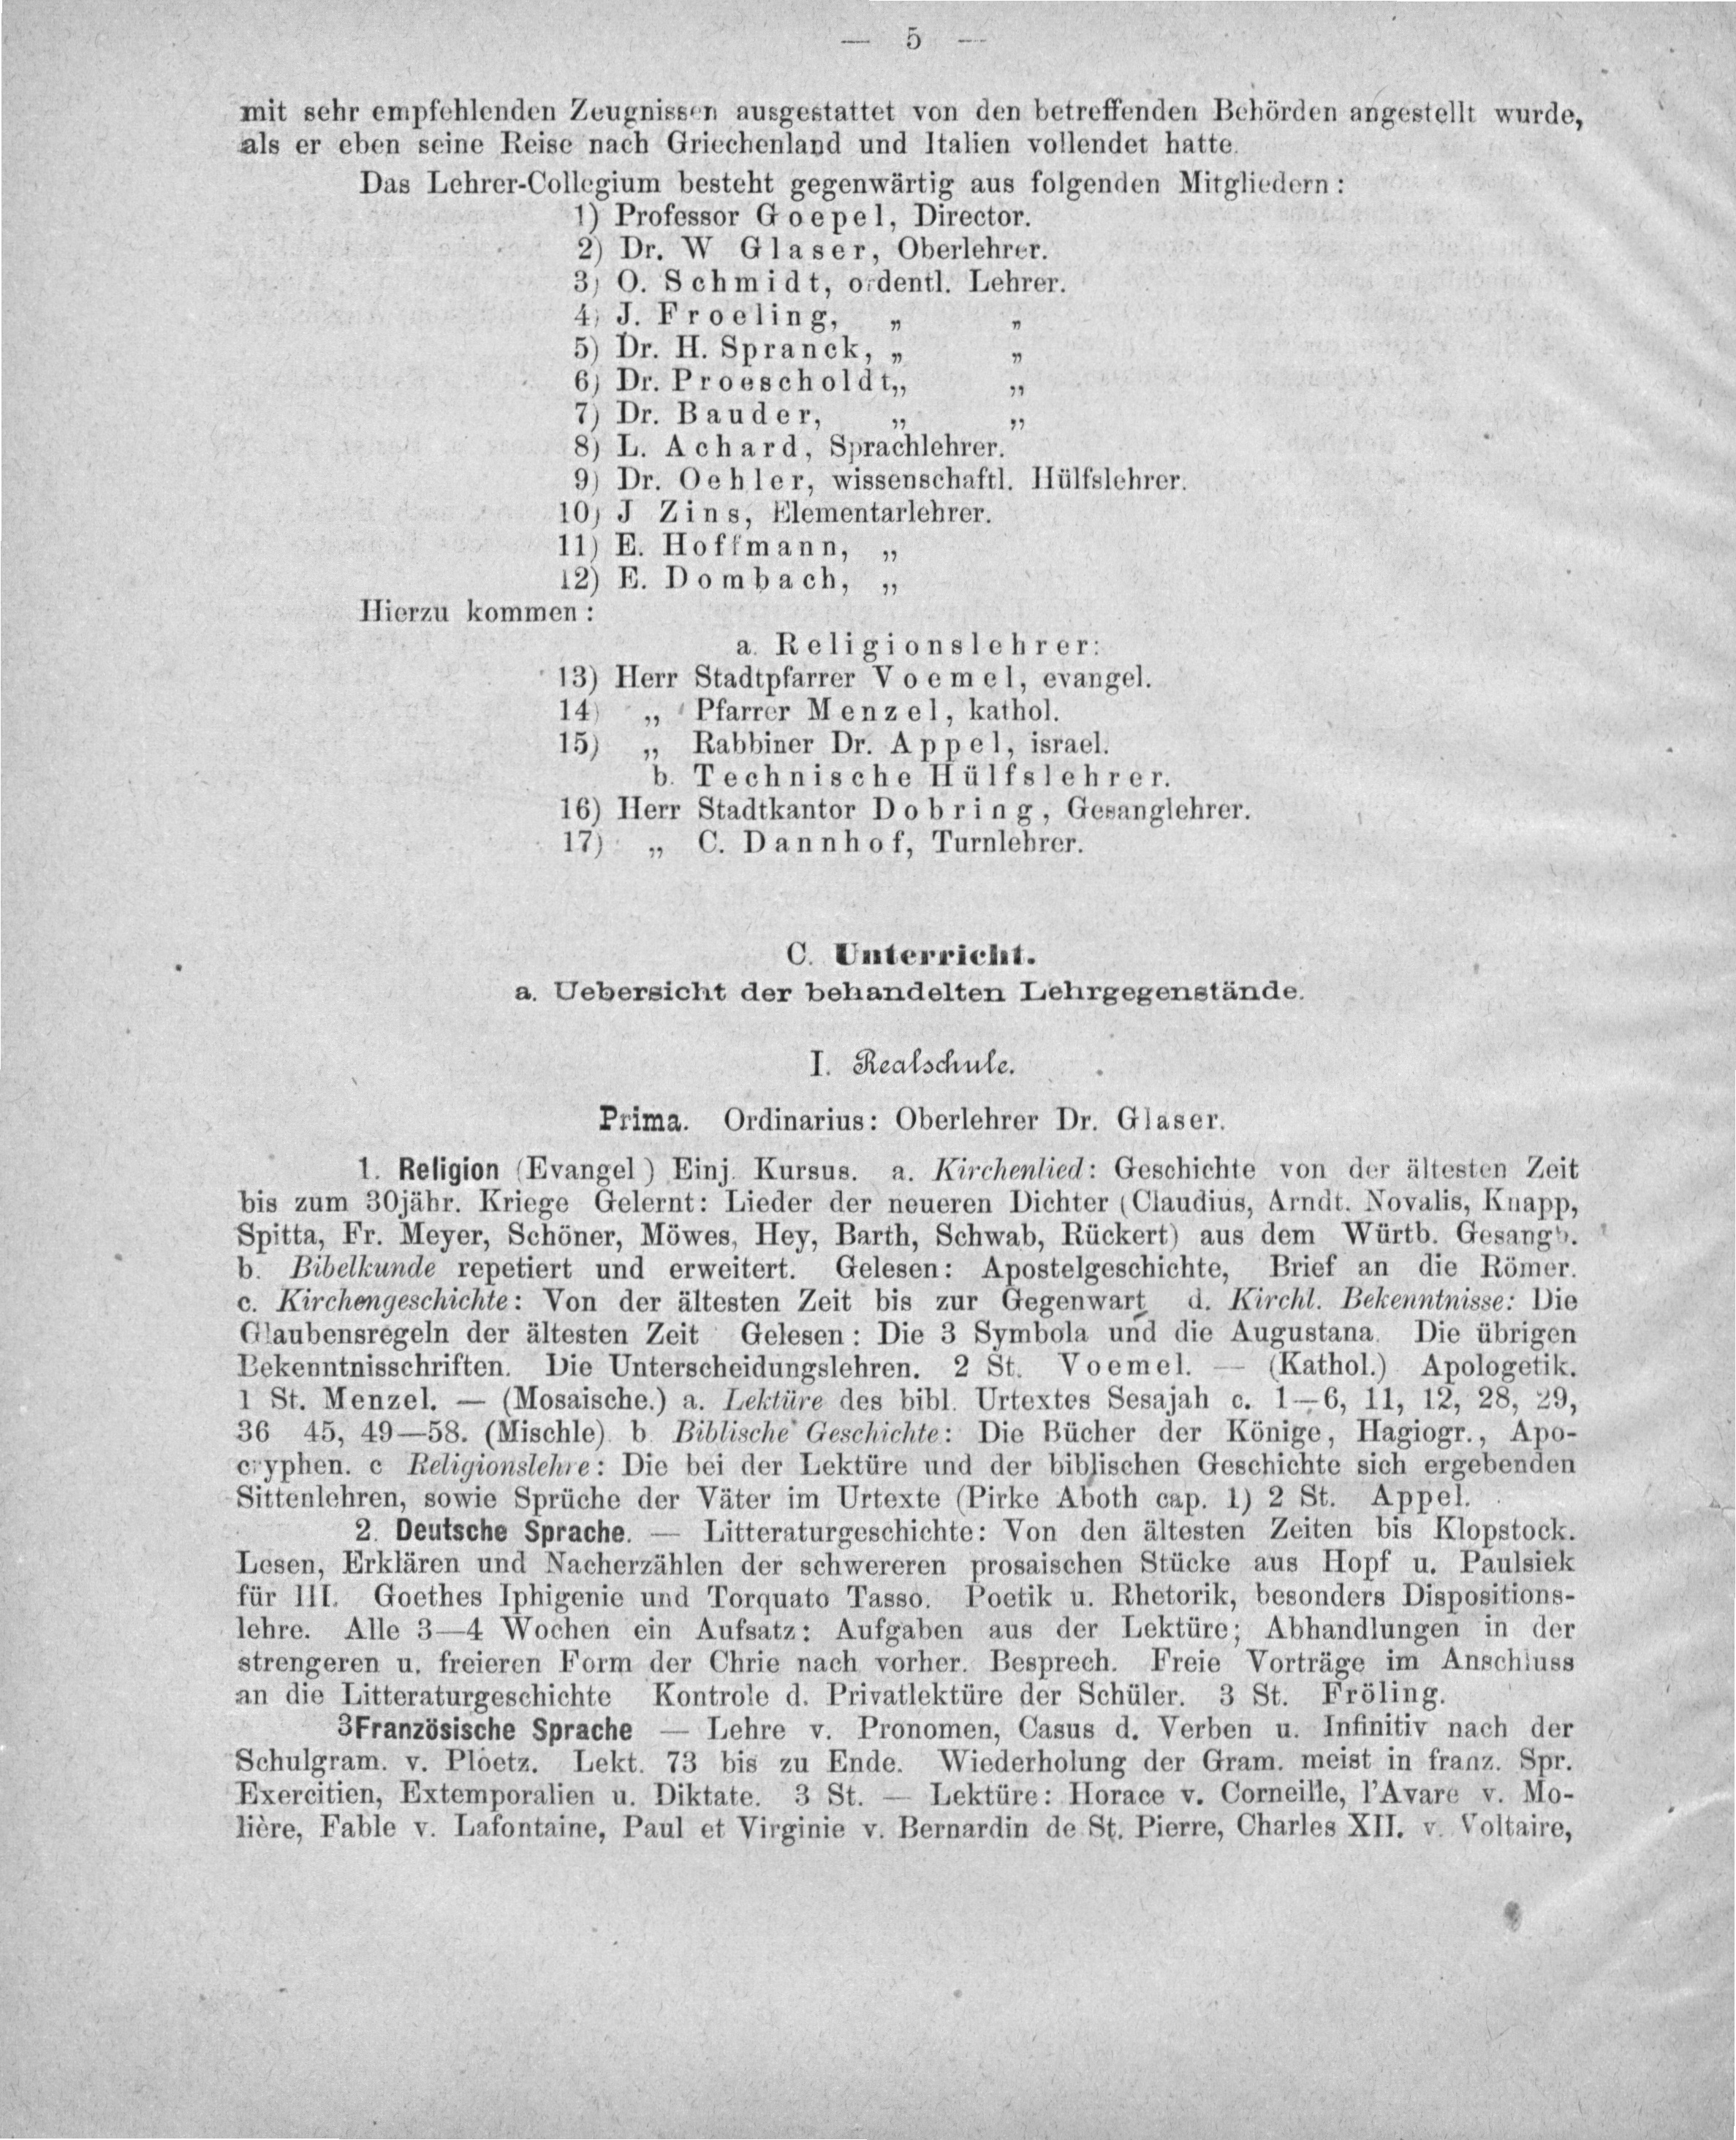 — 5 —
mit sehr empfehlenden Zeugnissen ausgestattet von den betreffenden Behörden angestellt wurde,
als er eben seine Reise nach Griechenland und Italien vollendet hatte.
Das Lehrer-Collegium besteht gegenwärtig aus folgenden Mitgliedern:
1) Professor Goepel, Director.
2) Dr. W Glaser, Oberlehrer.
3) O. Schmidt, ordentl. Lehrer.
4) J. Froeling, „ „
5) Dr. H. Spranck, „ „
6) Dr. Proescholdt, „ „
7) Dr. Bauder, „ „
8) L. Achard, Sprachlehrer.
9) Dr. Oehler, wissenschaftl. Hülfslehrer.
10) J Zins, Elementarlehrer.
11) E. Hoffmann, „
12) E. Dombach, „
Hierzu kommen:
a. Religionslehrer:
13) Herr Stadtpfarrer Voemel, evangel.
14) „ Pfarrer Menzel, kathol.
15) „ Rabbiner Dr. Appel, israel.
b. Technische Hülfslehrer.
16) Herr Stadtkantor Dobring, Gesanglehrer.
17) „ C. Dannhof, Turnlehrer.
C. Unterricht.
a. Uebersicht der behandelten Lehrgegenstände.
I. Realschule.
Prima. Ordinarius: Oberlehrer Dr. Glaser.
1. Religion (Evangel) Einj. Kursus. a. Kirchenlied: Geschichte von der ältesten Zeit
bis zum 30jähr. Kriege Gelernt: Lieder der neueren Dichter (Claudius, Arndt. Novalis, Knapp,
Spitta, Fr. Meyer, Schöner, Möwes, Hey, Barth, Schwab, Rückert) aus dem Würtb. Gesangb.
b. Bibelkunde repetiert und erweitert. Gelesen: Apostelgeschichte, Brief an die Römer.
c. Kirchengeschichte: Von der ältesten Zeit bis zur Gegenwart d. Kirchl. Bekenntnisse: Die
Glaubensregeln der ältesten Zeit Gelesen: Die 3 Symbola und die Augustana. Die übrigen
Bekenntnisschriften. Die Unterscheidungslehren. 2 St. Voemel. — (Kathol.) Apologetik.
1 St. Menzel. — (Mosaische.) a. Lektüre des bibl. Urtextes Sesajah c. 1—6, 11, 12, 28, 29,
36 45, 49—58. (Mischle) b. Biblische Geschichte: Die Bücher der Könige, Hagiogr., Apo-
cryphen. c Religionslehre: Die bei der Lektüre und der biblischen Geschichte sich ergebenden
Sittenlehren, sowie Sprüche der Väter im Urtexte (Pirke Aboth cap. 1) 2 St. Appel.
2. Deutsche Sprache. — Litteraturgeschichte: Von den ältesten Zeiten bis Klopstock.
Lesen, Erklären und Nacherzählen der schwereren prosaischen Stücke aus Hopf u. Paulsiek
für III. Goethes Iphigenie und Torquato Tasso. Poetik u. Rhetorik, besonders Dispositions-
lehre. Alle 3—4 Wochen ein Aufsatz: Aufgaben aus der Lektüre; Abhandlungen in der
strengeren u. freieren Form der Chrie nach vorher. Besprech. Freie Vorträge im Anschluss
an die Litteraturgeschichte Kontrole d. Privatlektüre der Schüler. 3 St. Fröling.
3Französische Sprache — Lehre v. Pronomen, Casus d. Verben u. Infinitiv nach der
Schulgram. v. Ploetz. Lekt. 73 bis zu Ende. Wiederholung der Gram. meist in franz. Spr.
Exercitien, Extemporalien u. Diktate. 3 St. — Lektüre: Horace v. Corneille, l'Avare v. Mo-
lière, Fable v. Lafontaine, Paul et Virginie v. Bernardin de St. Pierre, Charles XII. v. Voltaire,